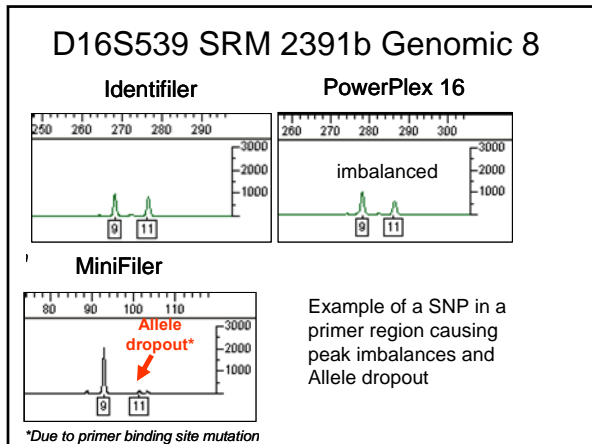 D16S539 SRM 2391b Genomic 8
Identifiler
PowerPlex 16
250 260 270 280 290
3000
2000
1000
9 11
260 270 280 290 300
3000
2000
1000
imbalanced
9 11
MiniFiler
80 90 100 110
3000
2000
1000
Allele
dropout*
9 11
Example of a SNP in a
primer region causing
peak imbalances and
Allele dropout
*Due to primer binding site mutation